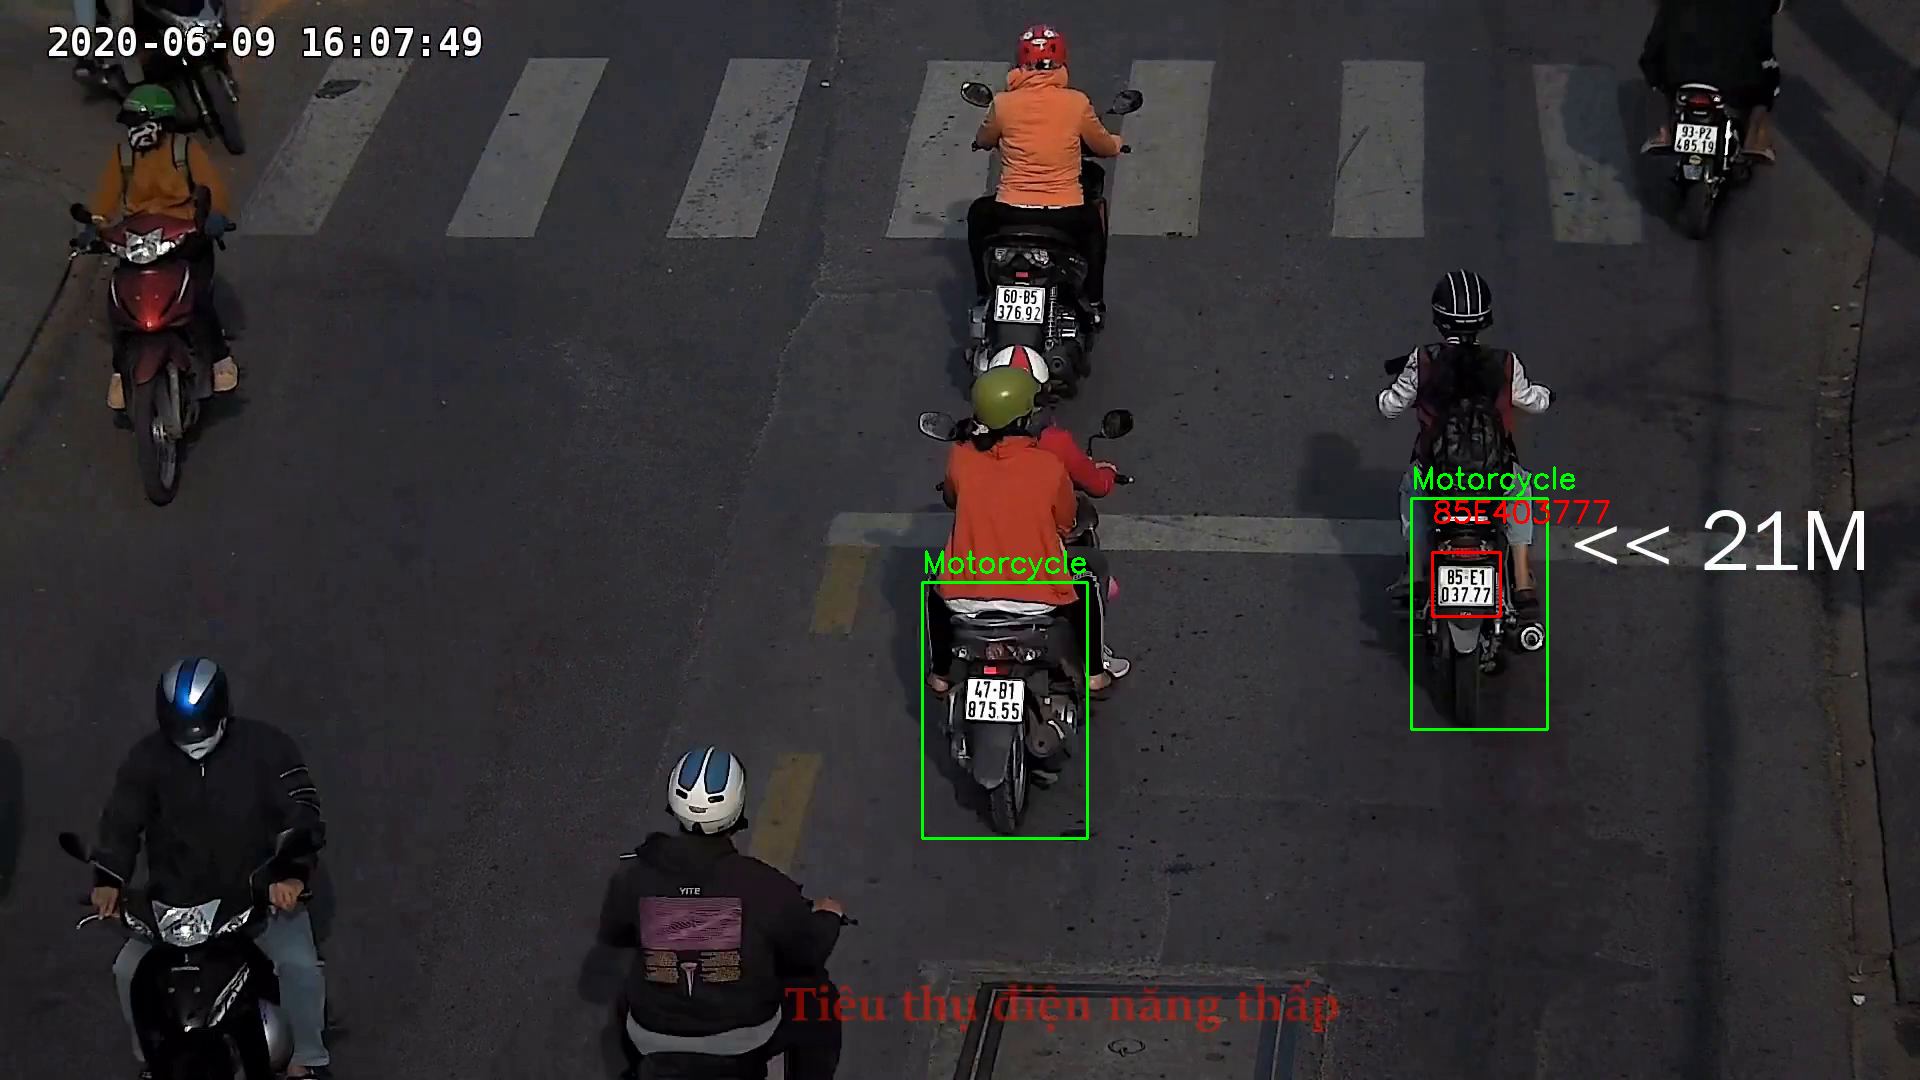 2020-06-09 16:07:49
93-P2
485.19
60-B5
376.92
Motorcycle
85E403777
<< 21M
85-E1
037.77
Motorcycle
47-B1
875.55
YITE
Tiêu thụ điện năng thấp